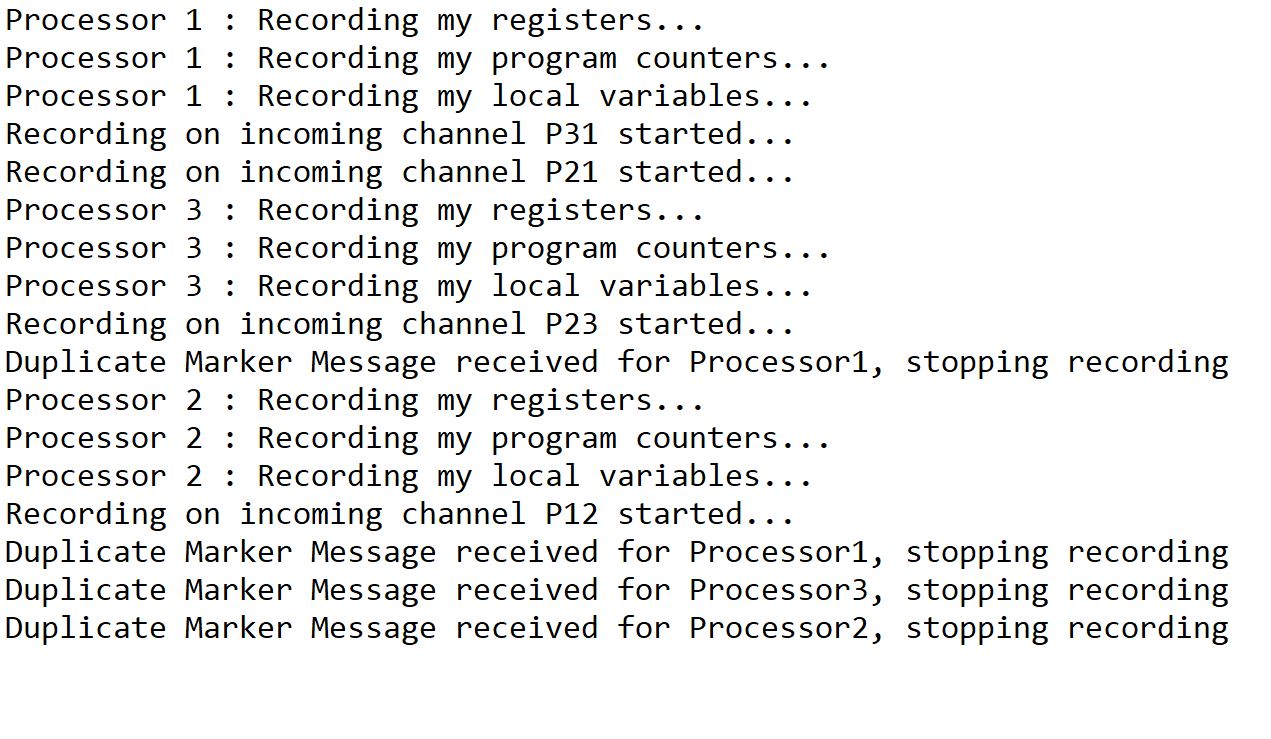 Processor 1 : Recording my registers...
Processor 1 : Recording my program counters...
Processor 1 : Recording my local variables...
Recording on incoming channel P31 started...
Recording on incoming channel P21 started...
Processor 3 : Recording my registers...
Processor 3 : Recording my program counters...
Processor 3 : Recording my local variables...
Recording on incoming channel P23 started...
Duplicate Marker Message received for Processor1, stopping recording
Processor 2 : Recording my registers...
Processor 2 : Recording my program counters...
Processor 2 : Recording my local variables...
Recording on incoming channel P12 started...
Duplicate Marker Message received for Processor1, stopping recording
Duplicate Marker Message received for Processor3, stopping recording
Duplicate Marker Message received for Processor2, stopping recording